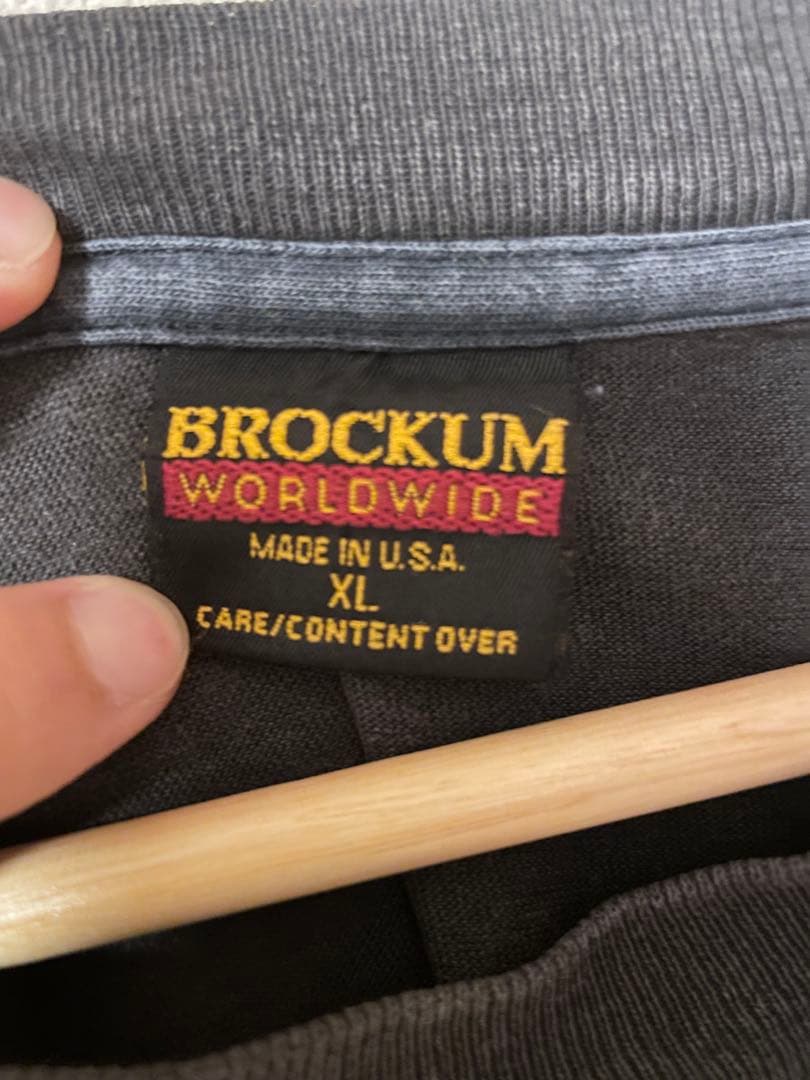 BROCKUM
WORLDWIDE
MADE IN U.S.A.
XL
CARE/CONTENT OVER